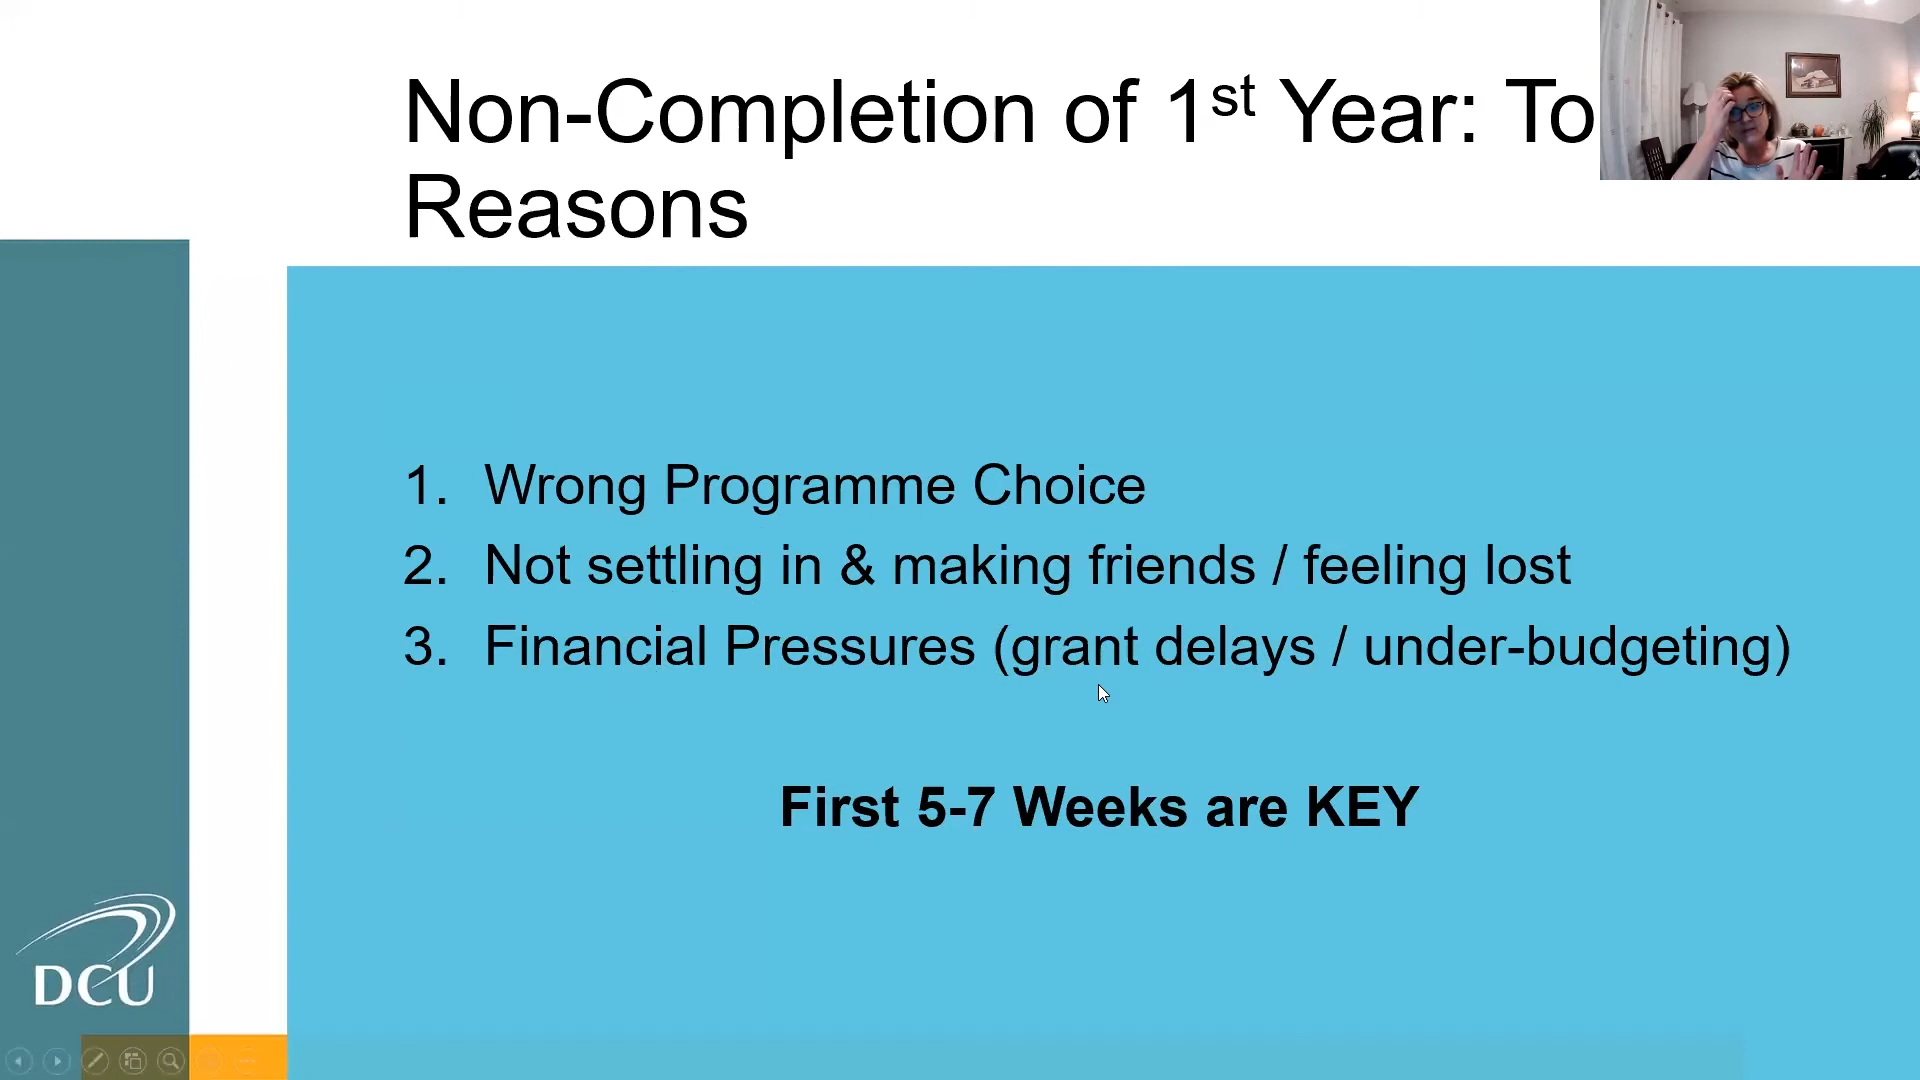 Non-Completion of 1st Year: To
Reasons
1. Wrong Programme Choice
2. Not settling in & making friends / feeling lost
3. Financial Pressures (grant delays / under-budgeting)
First 5-7 Weeks are KEY
DCU